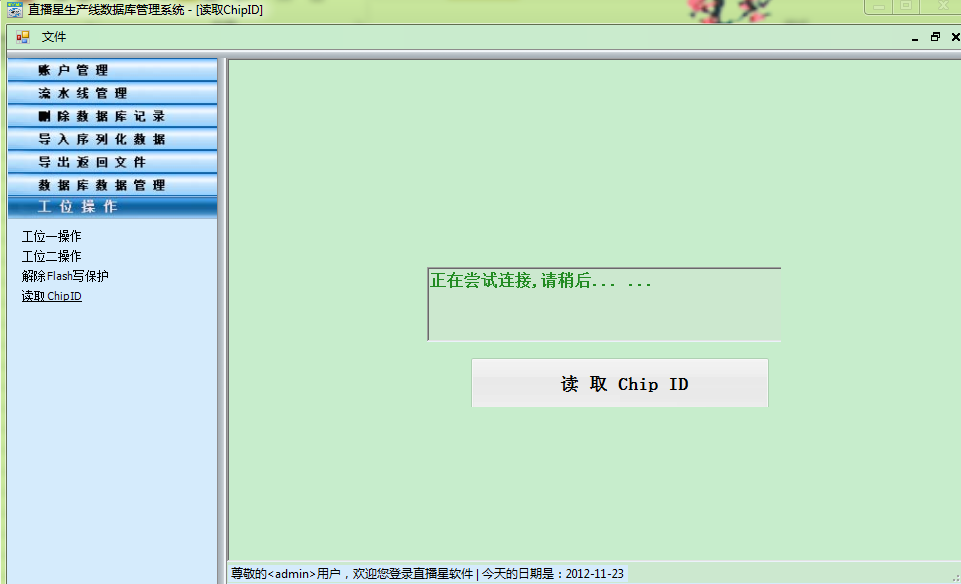 直播星生产线数据库管理系统 - [读取ChipID]
文件
账户管理
流水线管理
删除数据库记录
导入序列化数据
导出返回文件
数据库数据管理
工位操作
工位一操作
工位二操作
解除Flash写保护
读取ChipID
正在尝试连接,请稍后... ...
读 取 Chip ID
尊敬的<admin>用户，欢迎您登录直播星软件 | 今天的日期是：2012-11-23